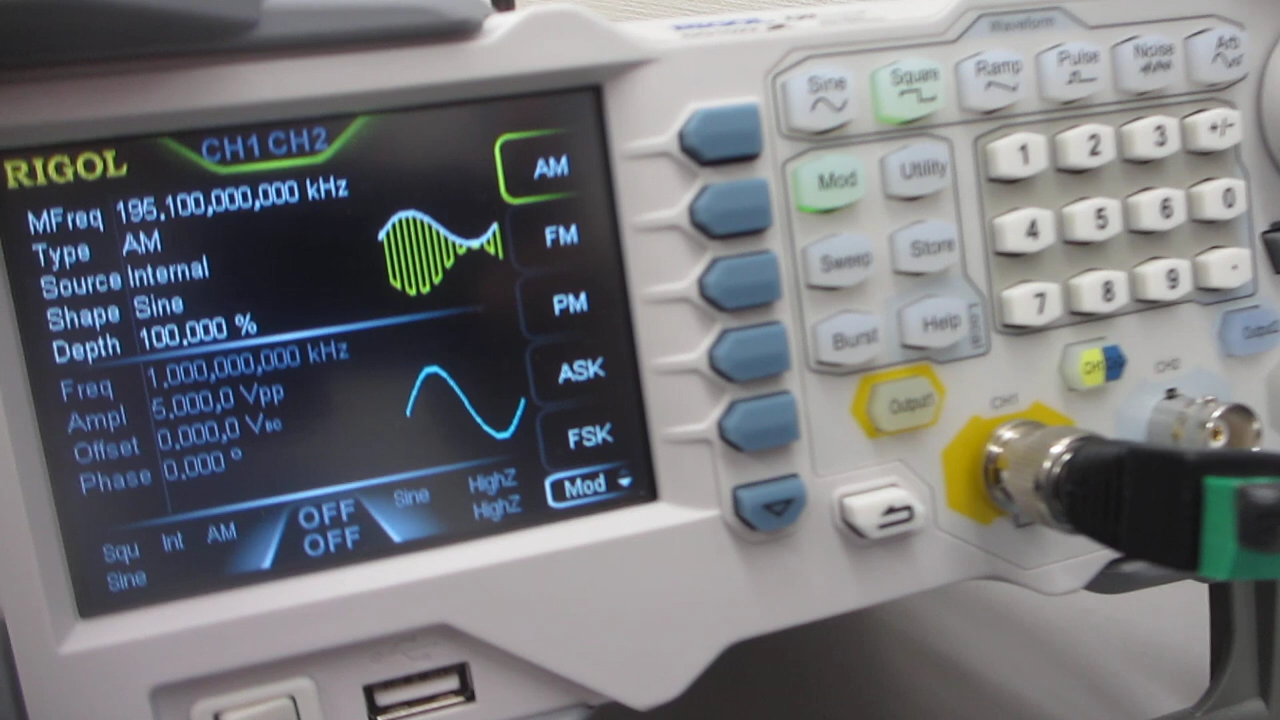 RIGOL
CH1 CH2
MFreq 195,100,000,000 kHz
Type AM
Source Internal
Shape Sine
Depth 100,000 %
Freq 1,000,000,000 kHz
Ampl 5,000,0 Vpp
Offset 0,000,0 VDC
Phase 0,000 °
Squ Int AM OFF Sine HighZ
Sine OFF HighZ
AM
FM
PM
ASK
FSK
Mod
RIGOL
Waveform
Sine Square Ramp Pulse Noise Arb
Mod Utility
Sweep Store
Burst Help
Local
1 2 3 +/-
4 5 6 0
7 8 9 -
Output1
CH1
CH2